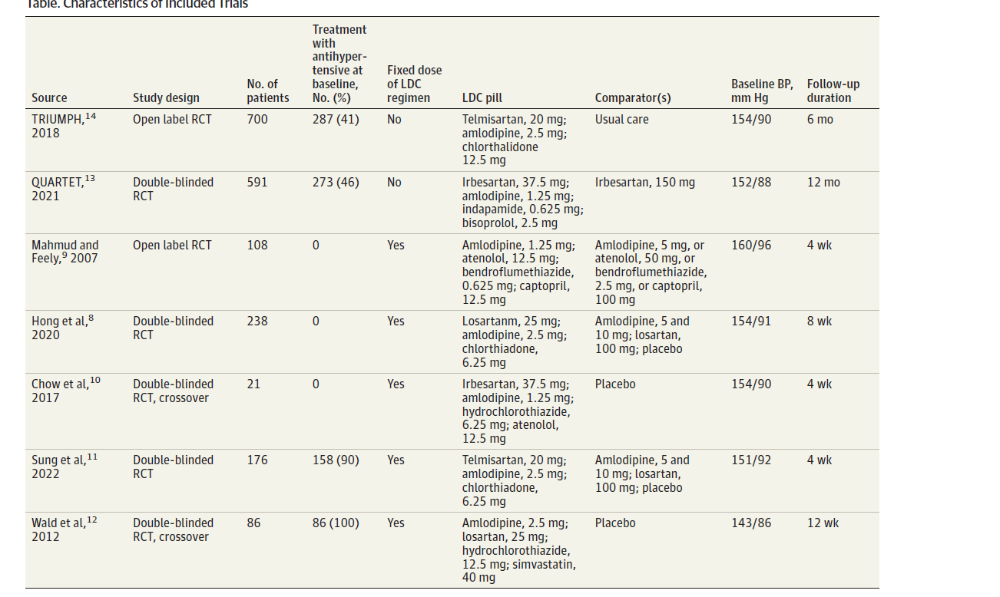 Table. Characteristics of Included Trials
Source
Study design
No. of
patients
Treatment
with
antihyper-
tensive at
baseline,
No. (%)
Fixed dose
of LDC
regimen
LDC pill
Comparator(s)
Baseline BP,
mm Hg
Follow-up
duration
TRIUMPH,14
2018
Open label RCT
700
287 (41)
No
Telmisartan, 20 mg;
amlodipine, 2.5 mg;
chlorthalidone
12.5 mg
Usual care
154/90
6 mo
QUARTET,13
2021
Double-blinded
RCT
591
273 (46)
No
Irbesartan, 37.5 mg;
amlodipine, 1.25 mg;
indapamide, 0.625 mg;
bisoprolol, 2.5 mg
Irbesartan, 150 mg
152/88
12 mo
Mahmud and
Feely,9 2007
Open label RCT
108
0
Yes
Amlodipine, 1.25 mg;
atenolol, 12.5 mg;
bendroflumethiazide,
0.625 mg; captopril,
12.5 mg
Amlodipine, 5 mg, or
atenolol, 50 mg, or
bendroflumethiazide,
2.5 mg, or captopril,
100 mg
160/96
4 wk
Hong et al,8
2020
Double-blinded
RCT
238
0
Yes
Losartanm, 25 mg;
amlodipine, 2.5 mg;
chlorthiadone,
6.25 mg
Amlodipine, 5 and
10 mg; losartan,
100 mg; placebo
154/91
8 wk
Chow et al,10
2017
Double-blinded
RCT, crossover
21
0
Yes
Irbesartan, 37.5 mg;
amlodipine, 1.25 mg;
hydrochlorothiazide,
6.25 mg; atenolol,
12.5 mg
Placebo
154/90
4 wk
Sung et al,11
2022
Double-blinded
RCT
176
158 (90)
Yes
Telmisartan, 20 mg;
amlodipine, 2.5 mg;
chlorthiadone,
6.25 mg
Amlodipine, 5 and
10 mg; losartan,
100 mg; placebo
151/92
4 wk
Wald et al,12
2012
Double-blinded
RCT, crossover
86
86 (100)
Yes
Amlodipine, 2.5 mg;
losartan, 25 mg;
hydrochlorothiazide,
12.5 mg; simvastatin,
40 mg
Placebo
143/86
12 wk